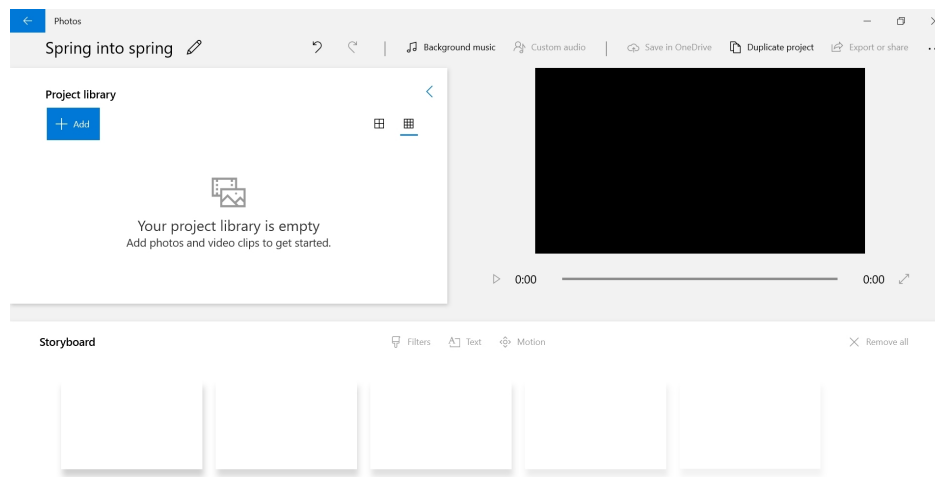 Photos
Spring into spring
Background music
Custom audio
Save in OneDrive
Duplicate project
Export or share
Project library
Add
Your project library is empty
Add photos and video clips to get started.
0:00
0:00
Storyboard
Filters
Text
Motion
Remove all